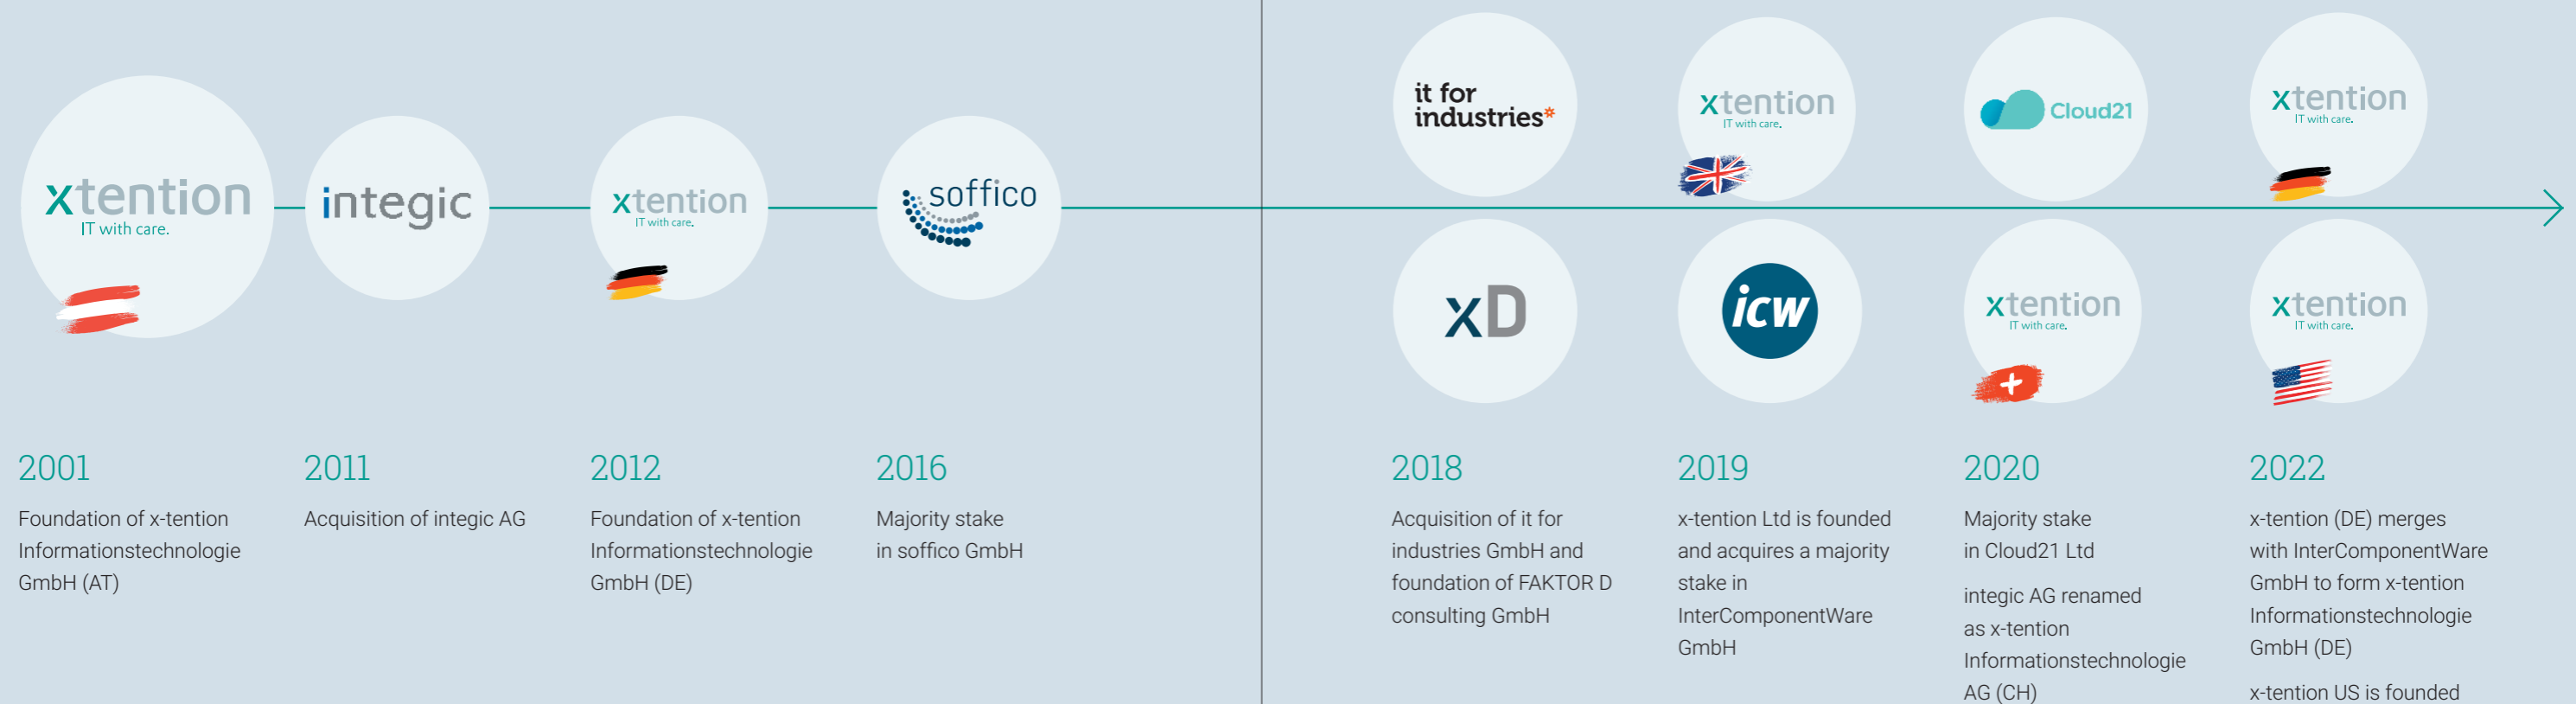 xtention
IT with care.
integic
xtention
IT with care.
soffico
it for
industries*
xtention
IT with care.
Cloud21
xtention
IT with care.
xD
icw
xtention
IT with care.
xtention
IT with care.
2001
Foundation of x-tention
Informationstechnologie
GmbH (AT)
2011
Acquisition of integic AG
2012
Foundation of x-tention
Informationstechnologie
GmbH (DE)
2016
Majority stake
in soffico GmbH
2018
Acquisition of it for
industries GmbH and
foundation of FAKTOR D
consulting GmbH
2019
x-tention Ltd is founded
and acquires a majority
stake in
InterComponentWare
GmbH
2020
Majority stake
in Cloud21 Ltd
integic AG renamed
as x-tention
Informationstechnologie
AG (CH)
2022
x-tention (DE) merges
with InterComponentWare
GmbH to form x-tention
Informationstechnologie
GmbH (DE)
x-tention US is founded